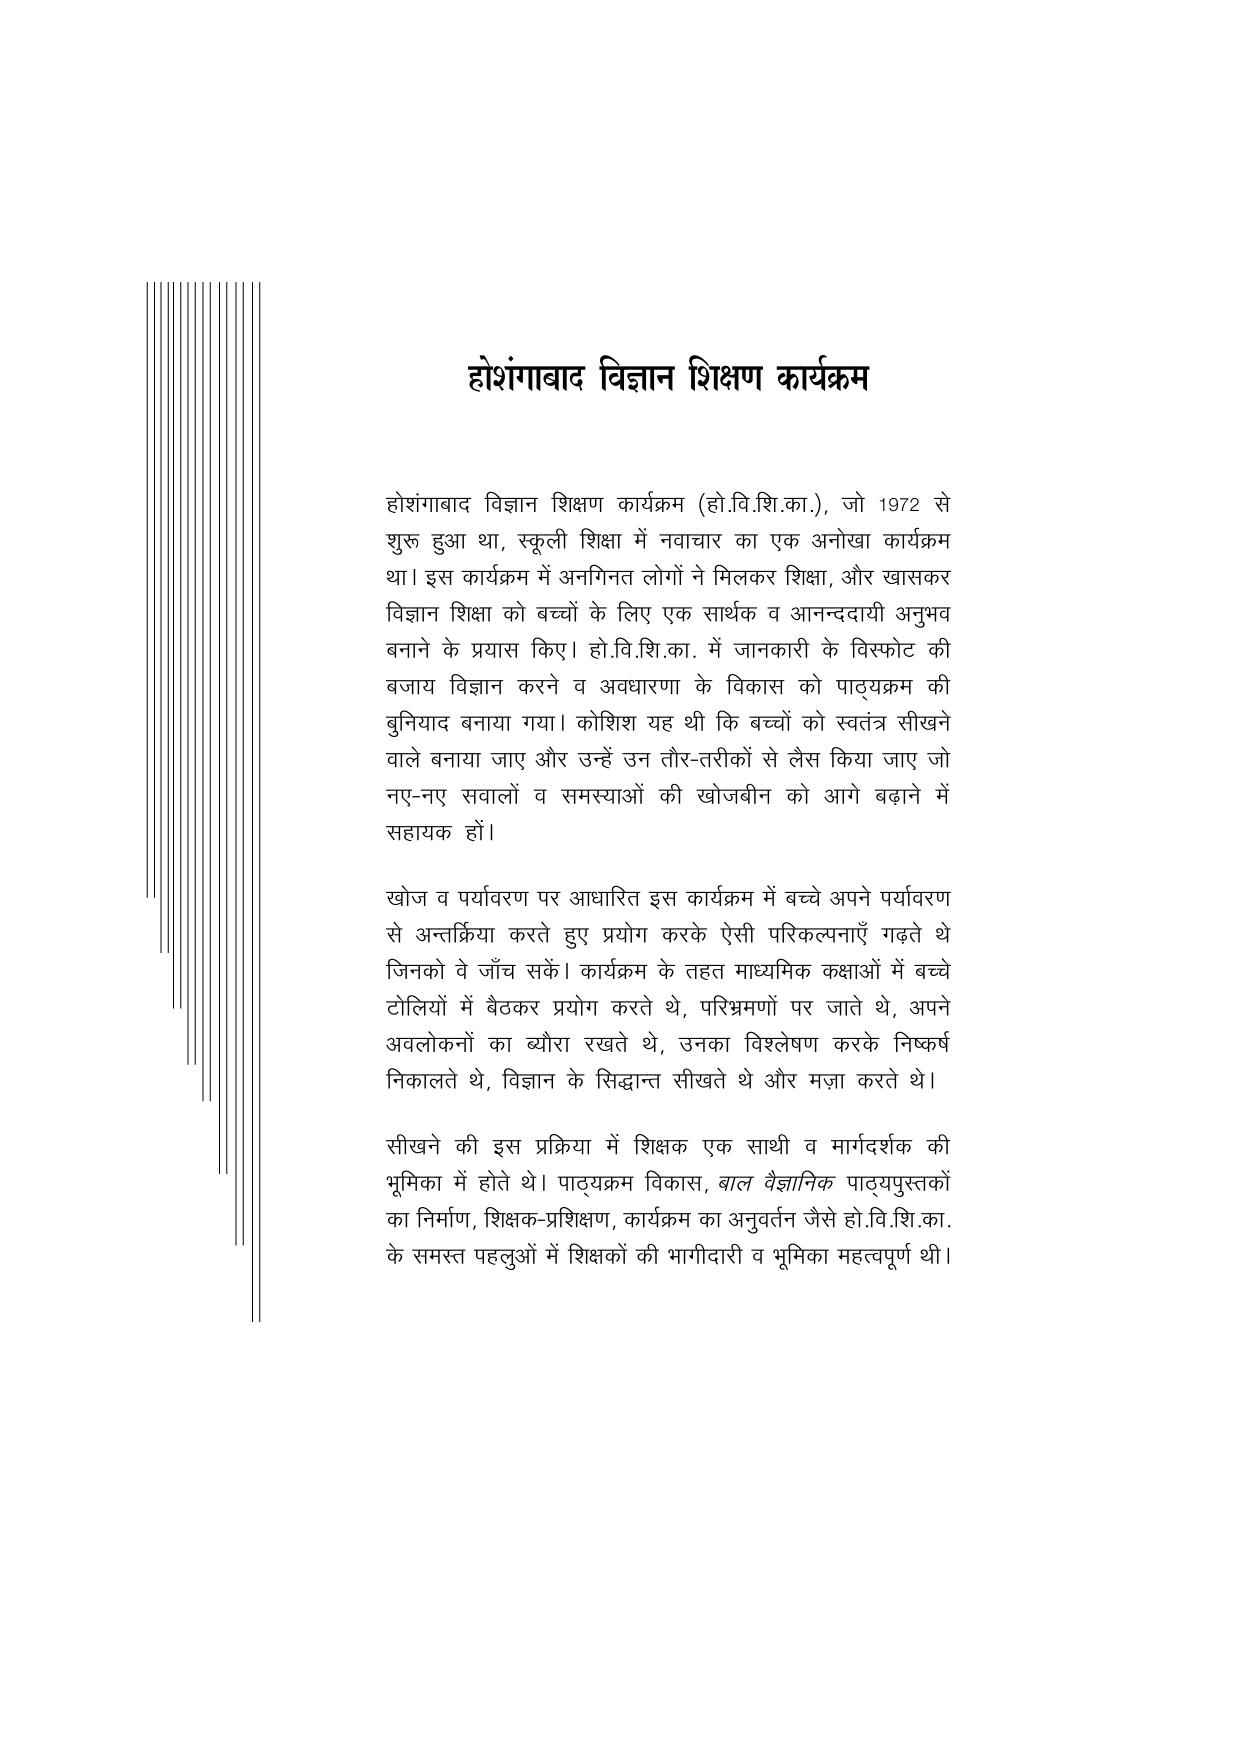 होशंगाबाद विज्ञान शिक्षण कार्यक्रम
होशंगाबाद विज्ञान शिक्षण कार्यक्रम (हो.वि.शि.का.), जो 1972 से
शुरू हुआ था, स्कूली शिक्षा में नवाचार का एक अनोखा कार्यक्रम
था। इस कार्यक्रम में अनगिनत लोगों ने मिलकर शिक्षा, और खासकर
विज्ञान शिक्षा को बच्चों के लिए एक सार्थक व आनन्ददायी अनुभव
बनाने के प्रयास किए। हो.वि.शि.का. में जानकारी के विस्फोट की
बजाय विज्ञान करने व अवधारणा के विकास को पाठ्यक्रम की
बुनियाद बनाया गया। कोशिश यह थी कि बच्चों को स्वतंत्र सीखने
वाले बनाया जाए और उन्हें उन तौर-तरीकों से लैस किया जाए जो
नए-नए सवालों व समस्याओं की खोजबीन को आगे बढ़ाने में
सहायक हों।
खोज व पर्यावरण पर आधारित इस कार्यक्रम में बच्चे अपने पर्यावरण
से अन्तर्क्रिया करते हुए प्रयोग करके ऐसी परिकल्पनाएँ गढ़ते थे
जिनको वे जाँच सकें। कार्यक्रम के तहत माध्यमिक कक्षाओं में बच्चे
टोलियों में बैठकर प्रयोग करते थे, परिभ्रमणों पर जाते थे, अपने
अवलोकनों का ब्यौरा रखते थे, उनका विश्लेषण करके निष्कर्ष
निकालते थे, विज्ञान के सिद्धान्त सीखते थे और मज़ा करते थे।
सीखने की इस प्रक्रिया में शिक्षक एक साथी व मार्गदर्शक की
भूमिका में होते थे। पाठ्यक्रम विकास, बाल वैज्ञानिक पाठ्यपुस्तकों
का निर्माण, शिक्षक-प्रशिक्षण, कार्यक्रम का अनुवर्तन जैसे हो.वि.शि.का.
के समस्त पहलुओं में शिक्षकों की भागीदारी व भूमिका महत्वपूर्ण थी।